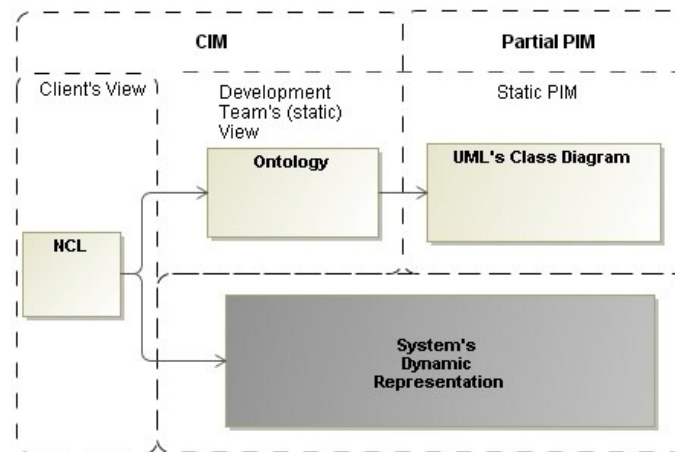 CIM
Partial PIM
Client's View
Development
Team's (static)
View
Static PIM
Ontology
UML's Class Diagram
NCL
System's
Dynamic
Representation